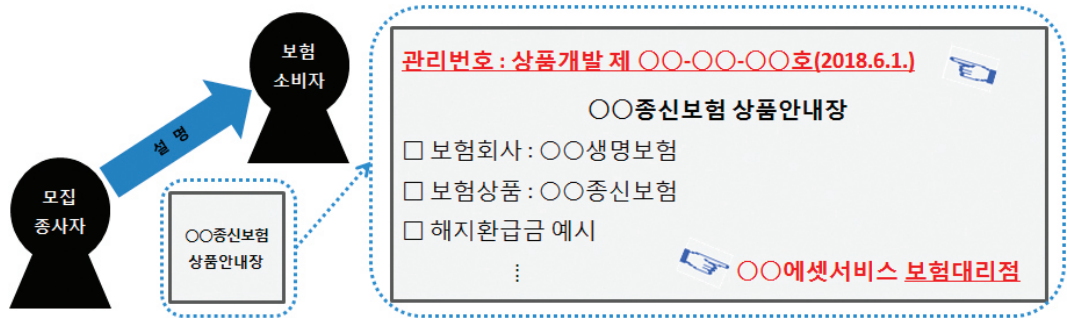 보험
소비자
설 명
모집
종사자
○○종신보험
상품안내장
관리번호 : 상품개발 제 ○○-○○-○○호(2018.6.1.)
○○종신보험 상품안내장
□ 보험회사 : ○○생명보험
□ 보험상품 : ○○종신보험
□ 해지환급금 예시
⋮
○○에셋서비스 보험대리점